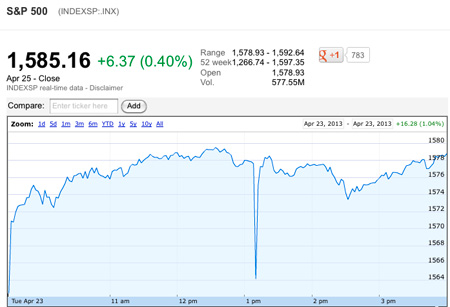 S&P 500 (INDEXSP:.INX)
1,585.16 +6.37 (0.40%)
Apr 25 - Close
INDEXSP real-time data - Disclaimer
Range 1,578.93 - 1,592.64
52 week 1,266.74 - 1,597.35
Open 1,578.93
Vol. 577.55M
g +1 783
Compare: Enter ticker here Add
Zoom: 1d 5d 1m 3m 6m YTD 1y 5y 10y All Apr 23, 2013 - Apr 23, 2013 +16.28 (1.04%)
1580
1578
1576
1574
1572
1570
1568
1566
1564
Tue Apr 23 11 am 12 pm 1 pm 2 pm 3 pm